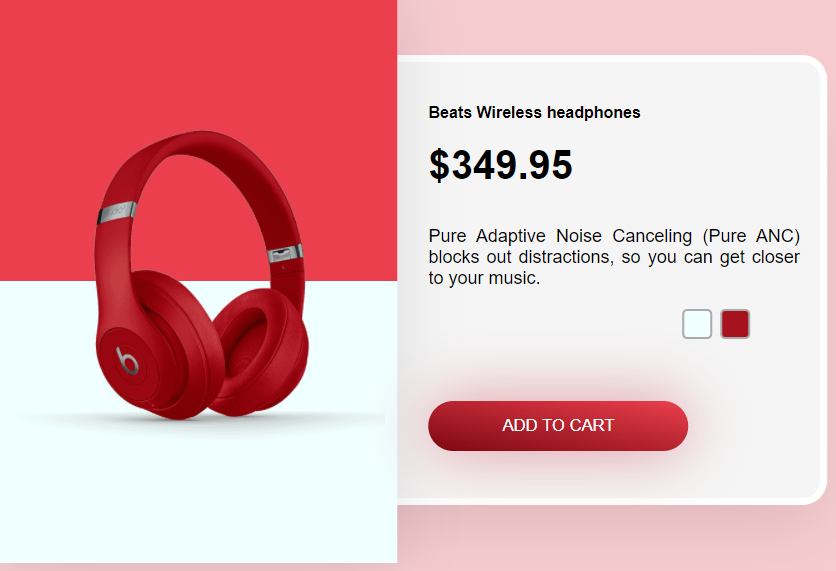 Beats Wireless headphones
$349.95
Pure Adaptive Noise Canceling (Pure ANC)
blocks out distractions, so you can get closer
to your music.
ADD TO CART